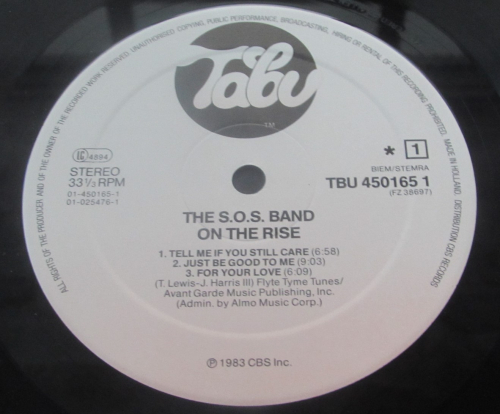 ALL RIGHTS OF THE PRODUCER AND OF THE OWNER OF THE RECORDED WORK RESERVED. UNAUTHORISED COPYING, PUBLIC PERFORMANCE, BROADCASTING, HIRING OR RENTAL OF THIS RECORDING PROHIBITED. MADE IN HOLLAND. DISTRIBUTION CBS RECORDS
Tabu
LC 4894
STEREO
33 ⅓ RPM
01-450165-1
01-025476-1
* 1
BIEM/STEMRA
TBU 450165 1
(FZ 38697)
THE S.O.S. BAND
ON THE RISE
1. TELL ME IF YOU STILL CARE (6:58)
2. JUST BE GOOD TO ME (9:03)
3. FOR YOUR LOVE (6:09)
(T. Lewis-J. Harris III) Flyte Tyme Tunes/
Avant Garde Music Publishing, Inc.
(Admin. by Almo Music Corp.)
℗ 1983 CBS Inc.